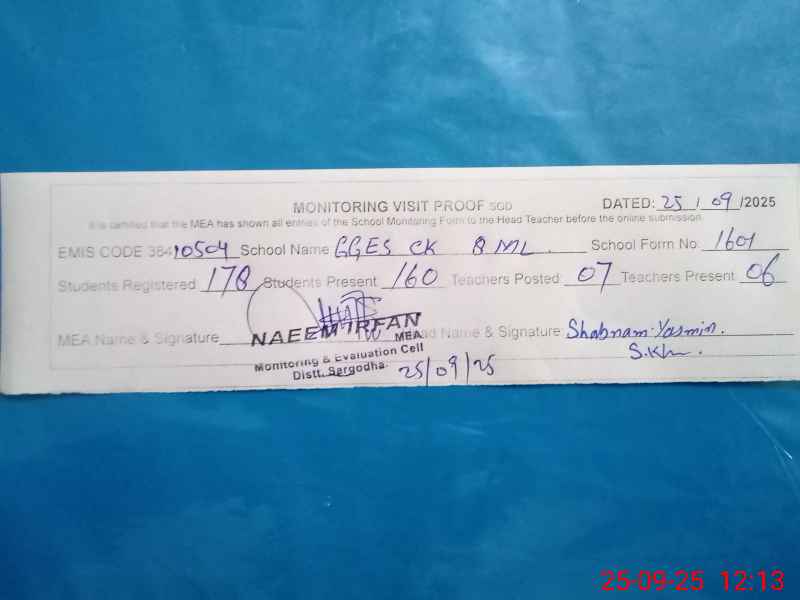 MONITORING VISIT PROOF SGD DATED: 25 / 09 /2025
It is certified that the MEA has shown all entries of the School Monitoring Form to the Head Teacher before the online submission.
EMIS CODE 38410504 School Name GGES CK 8 ML. School Form No. 1601
Students Registered 178 Students Present 160 Teachers Posted 07 Teachers Present 06
MEA Name & Signature NAEEM IRFAN Head Name & Signature Shabnam Yasmin.
MEA
Monitoring & Evaluation Cell
Distt. Sargodha. 25/09/25
25-09-25 12:13